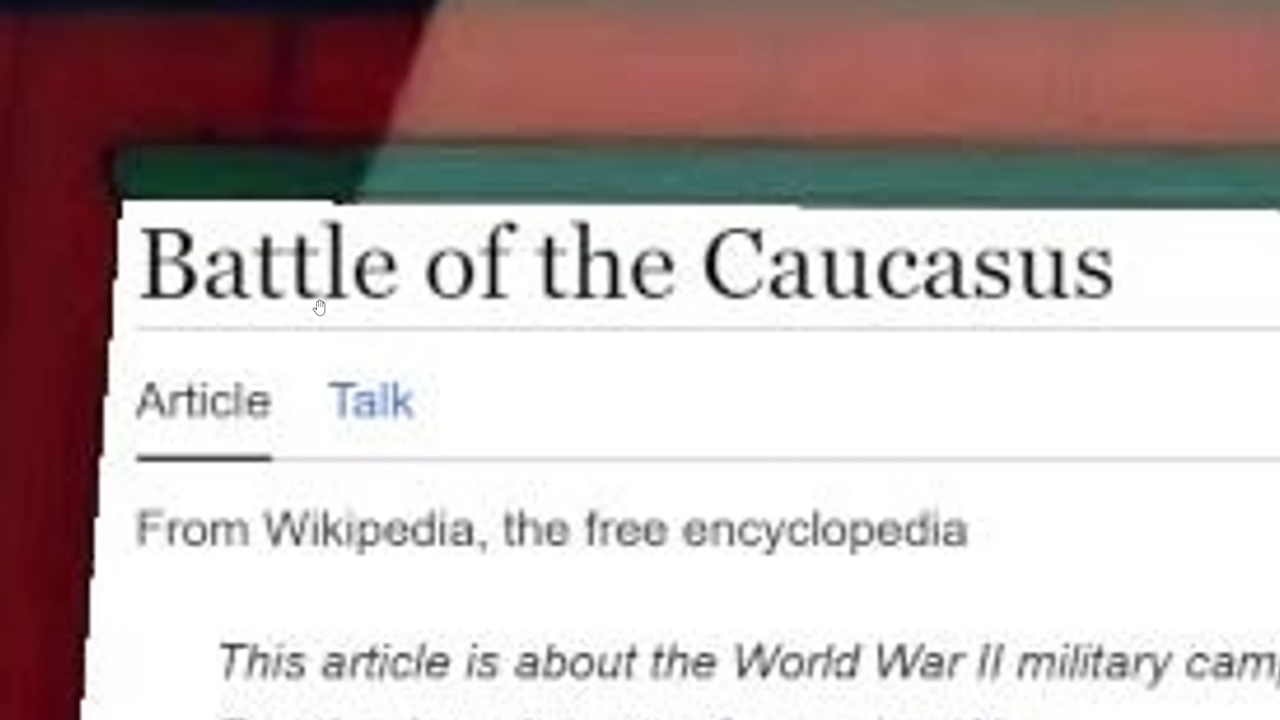 Battle of the Caucasus
Article Talk
From Wikipedia, the free encyclopedia
This article is about the World War II military